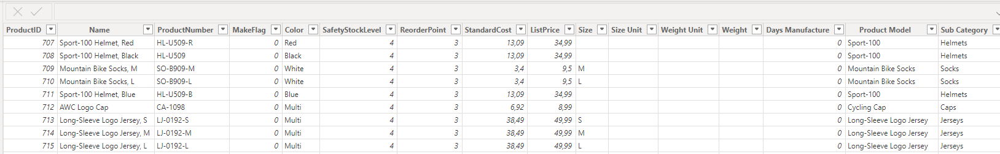 ProductID Name ProductNumber MakeFlag Color SafetyStockLevel ReorderPoint StandardCost ListPrice Size Size Unit Weight Unit Weight Days Manufacture Product Model Sub Category
707 Sport-100 Helmet, Red HL-U509-R 0 Red 4 3 13,09 34,99 0 Sport-100 Helmets
708 Sport-100 Helmet, Black HL-U509 0 Black 4 3 13,09 34,99 0 Sport-100 Helmets
709 Mountain Bike Socks, M SO-B909-M 0 White 4 3 3,4 9,5 M 0 Mountain Bike Socks Socks
710 Mountain Bike Socks, L SO-B909-L 0 White 4 3 3,4 9,5 L 0 Mountain Bike Socks Socks
711 Sport-100 Helmet, Blue HL-U509-B 0 Blue 4 3 13,09 34,99 0 Sport-100 Helmets
712 AWC Logo Cap CA-1098 0 Multi 4 3 6,92 8,99 0 Cycling Cap Caps
713 Long-Sleeve Logo Jersey, S LJ-0192-S 0 Multi 4 3 38,49 49,99 S 0 Long-Sleeve Logo Jersey Jerseys
714 Long-Sleeve Logo Jersey, M LJ-0192-M 0 Multi 4 3 38,49 49,99 M 0 Long-Sleeve Logo Jersey Jerseys
715 Long-Sleeve Logo Jersey, L LJ-0192-L 0 Multi 4 3 38,49 49,99 L 0 Long-Sleeve Logo Jersey Jerseys